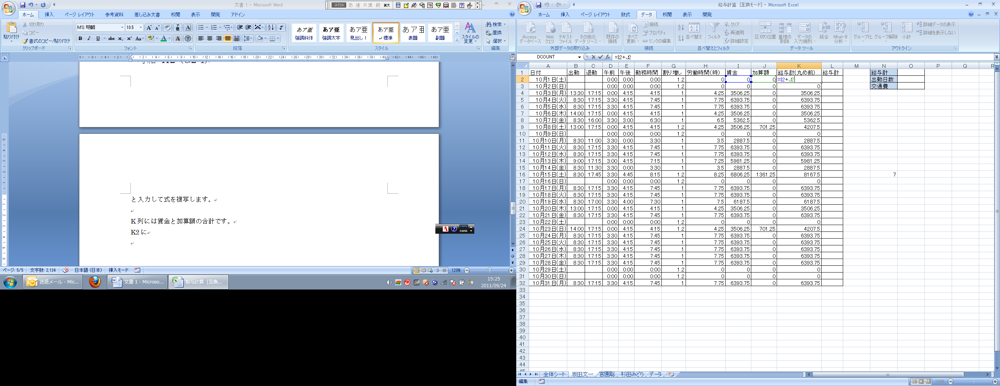 文書 1 - Microsoft Word
ATOK あ 連 R漢 般 英大
ホーム 挿入 ページ レイアウト 参考資料 差し込み文書 校閲 表示 開発 アドイン
貼り付け
切り取り
コピー
書式のコピー/貼り付け
クリップボード
MS 明朝 10.5
フォント
段落
あア亜 あア亜 あア亜 あア亜 あア亜 あア亜
強調斜体 強調太字 見出し 1 ↵ 標準 表題 副題
スタイルの変更
スタイル
検索
置換
選択
編集
と入力して式を複写します。
K 列には賃金と加算額の合計です。
K2 に
CAPS
KANA
ページ: 5/5 文字数: 2,134 日本語 (日本) 挿入モード 120%
迷惑メール - Mic... 文書 1 - Microso... 給与計算 [互換... 15:25
2011/09/24
給与計算 [互換モード] - Microsoft Excel
ホーム 挿入 ページ レイアウト 数式 データ 校閲 表示 開発
Access データベース Web クエリ テキスト ファイル その他の データ ソース 既存の接続
外部データの取り込み
すべて更新 接続 プロパティ リンクの編集
接続
並べ替え フィルタ クリア 再適用 詳細設定
並べ替えとフィルタ
区切り位置 重複の削除 データの入力規則 統合 What-If 分析
データ ツール
グループ化 グループ解除 小計 詳細データの表示 詳細を表示しない
アウトライン
DCOUNT =I2+J2
A B C D E F G H I J K L M N O P Q R
1 日付 出勤 退勤 午前 午後 勤務時間 割り増し 労働時間(時) 賃金 加算額 給与計(丸め前) 給与計 給与計
2 10月1日(土) 0:00 0:00 0:00 1.2 0 0 0 =I2+J2 出勤日数
3 10月2日(日) 0:00 0:00 0:00 1.2 0 0 0 0 交通費
4 10月3日(月) 13:30 17:15 0:00 4:15 4:15 1 4.25 3506.25 0 3506.25
5 10月4日(火) 8:30 17:15 3:30 4:15 7:45 1 7.75 6393.75 0 6393.75
6 10月5日(水) 8:30 17:15 3:30 4:15 7:45 1 7.75 6393.75 0 6393.75
7 10月6日(木) 14:00 17:15 0:00 4:15 4:15 1 4.25 3506.25 0 3506.25
8 10月7日(金) 8:30 16:00 3:30 3:00 6:30 1 6.5 5362.5 0 5362.5
9 10月8日(土) 13:00 17:15 0:00 4:15 4:15 1.2 4.25 3506.25 701.25 4207.5
10 10月9日(日) 0:00 0:00 0:00 1.2 0 0 0 0
11 10月10日(月) 8:30 11:00 3:30 0:00 3:30 1 3.5 2887.5 0 2887.5
12 10月11日(火) 8:30 17:15 3:30 4:15 7:45 1 7.75 6393.75 0 6393.75
13 10月12日(水) 8:30 17:15 3:30 4:15 7:45 1 7.75 6393.75 0 6393.75
14 10月13日(木) 9:00 17:15 3:00 4:15 7:15 1 7.25 5981.25 0 5981.25
15 10月14日(金) 8:30 11:30 3:30 0:00 3:30 1 3.5 2887.5 0 2887.5
16 10月15日(土) 8:30 17:45 3:30 4:45 8:15 1.2 8.25 6806.25 1361.25 8167.5 7
17 10月16日(日) 0:00 0:00 0:00 1.2 0 0 0 0
18 10月17日(月) 8:30 17:15 3:30 4:15 7:45 1 7.75 6393.75 0 6393.75
19 10月18日(火) 8:30 17:15 3:30 4:15 7:45 1 7.75 6393.75 0 6393.75
20 10月19日(水) 8:30 17:00 3:30 4:00 7:30 1 7.5 6187.5 0 6187.5
21 10月20日(木) 13:00 17:15 0:00 4:15 4:15 1 4.25 3506.25 0 3506.25
22 10月21日(金) 8:30 17:15 3:30 4:15 7:45 1 7.75 6393.75 0 6393.75
23 10月22日(土) 0:00 0:00 0:00 1.2 0 0 0 0
24 10月23日(日) 14:00 17:15 0:00 4:15 4:15 1.2 4.25 3506.25 701.25 4207.5
25 10月24日(月) 8:30 17:15 3:30 4:15 7:45 1 7.75 6393.75 0 6393.75
26 10月25日(火) 8:30 17:15 3:30 4:15 7:45 1 7.75 6393.75 0 6393.75
27 10月26日(水) 8:30 17:15 3:30 4:15 7:45 1 7.75 6393.75 0 6393.75
28 10月27日(木) 8:30 17:15 3:30 4:15 7:45 1 7.75 6393.75 0 6393.75
29 10月28日(金) 8:30 17:15 3:30 4:15 7:45 1 7.75 6393.75 0 6393.75
30 10月29日(土) 0:00 0:00 0:00 1.2 0 0 0 0
31 10月30日(日) 0:00 0:00 0:00 1.2 0 0 0 0
32 10月31日(月) 8:30 17:15 3:30 4:15 7:45 1 7.75 6393.75 0 6393.75
33
34
35
36
37
38
39
40
41
42
43
44
全体シート 坂田文一 宮園聡 杉田みどり データ
編集 100%